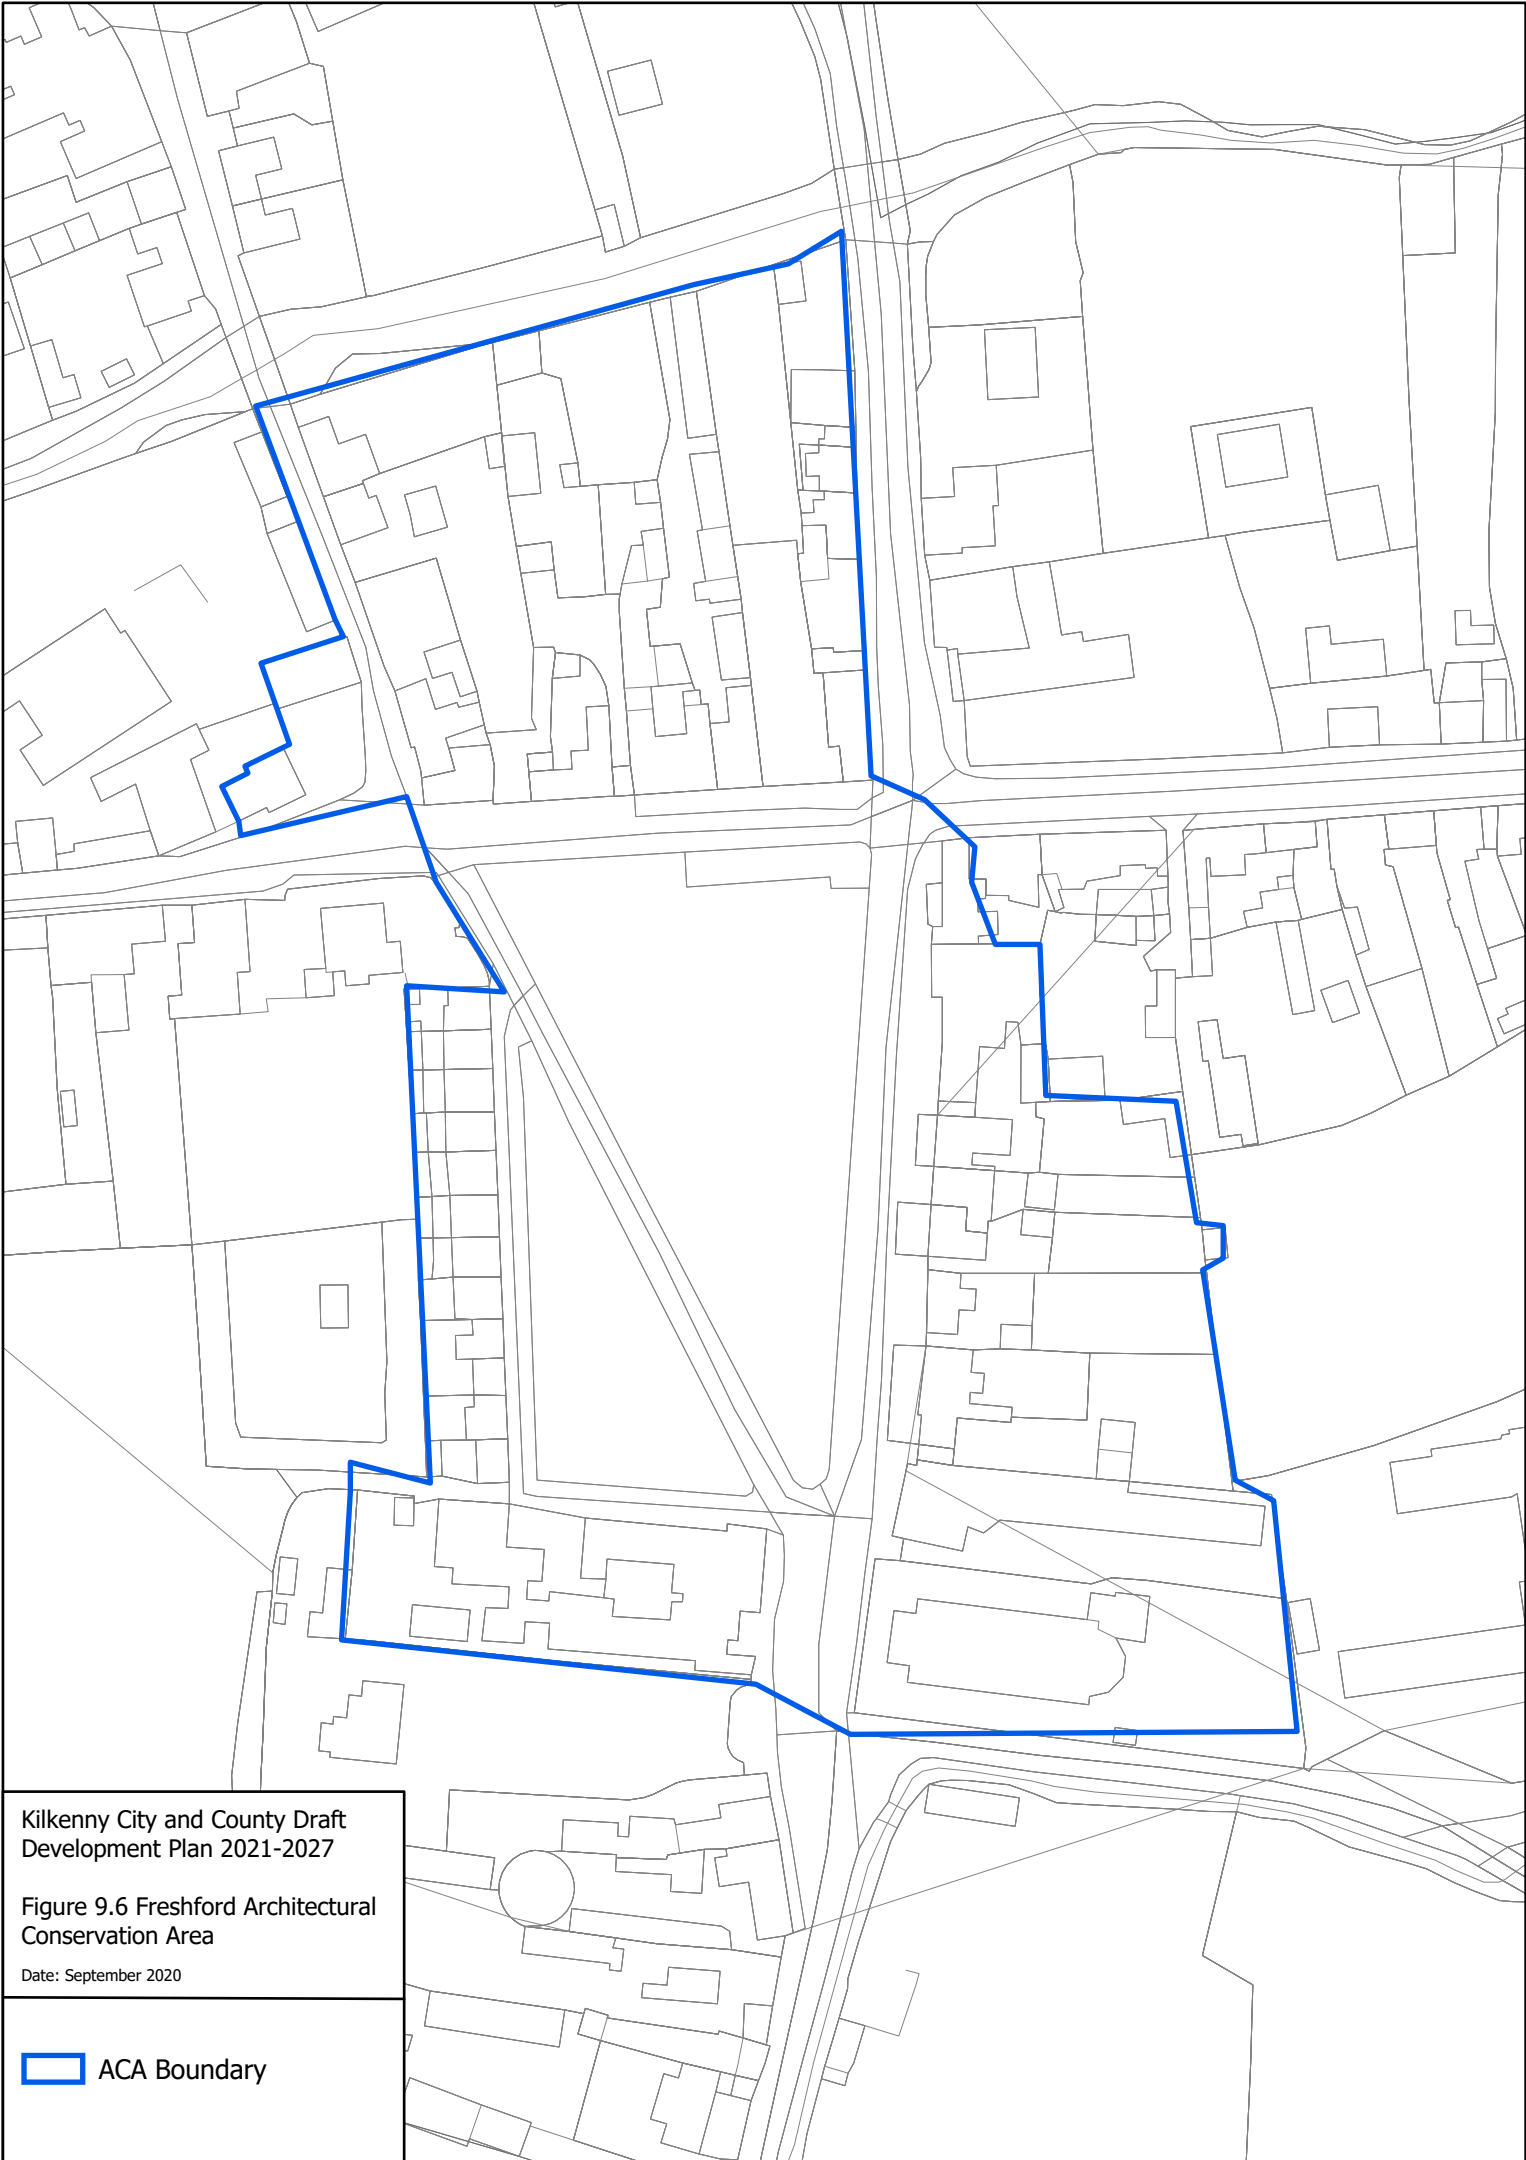 Kilkenny City and County Draft
Development Plan 2021-2027
Figure 9.6 Freshford Architectural
Conservation Area
Date: September 2020
ACA Boundary